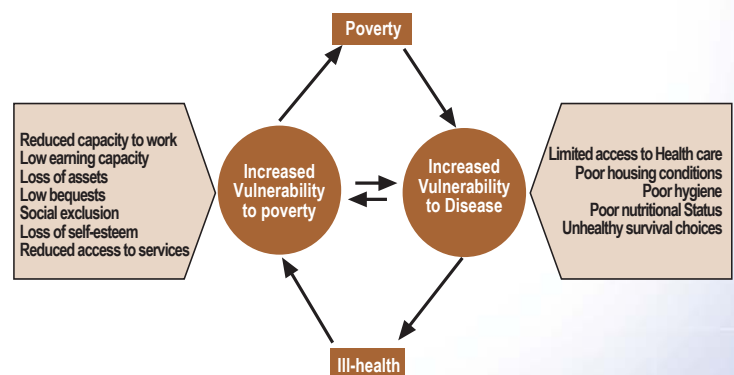 Poverty
Reduced capacity to work
Low earning capacity
Loss of assets
Low bequests
Social exclusion
Loss of self-esteem
Reduced access to services
Increased
Vulnerability
to poverty
Increased
Vulnerability
to Disease
Limited access to Health care
Poor housing conditions
Poor hygiene
Poor nutritional Status
Unhealthy survival choices
Ill-health